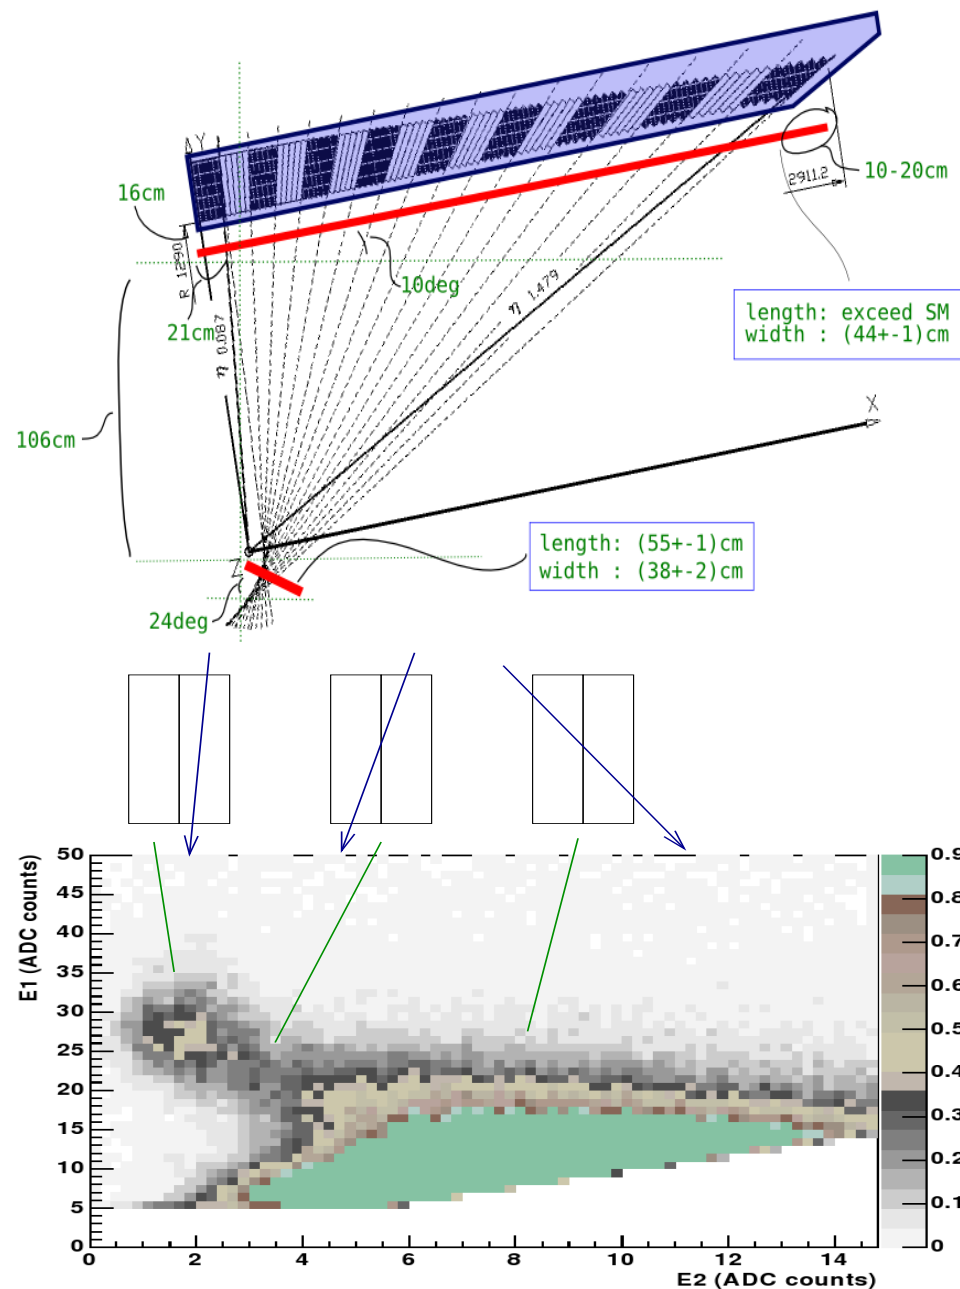 Y
16cm
10-20cm
2911.2
R 1290
10deg
η 1.479
length: exceed SM
width : (44+-1)cm
21cm
η 0.087
X
106cm
length: (55+-1)cm
width : (38+-2)cm
Z
24deg
E1 (ADC counts)
50
45
40
35
30
25
20
15
10
5
0
0
2
4
6
8
10
12
14
E2 (ADC counts)
0.9
0.8
0.7
0.6
0.5
0.4
0.3
0.2
0.1
0